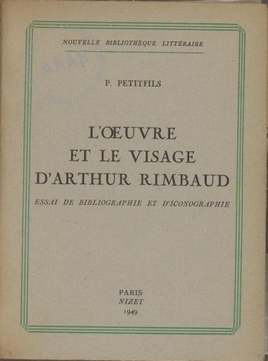 NOUVELLE BIBLIOTHÈQUE LITTÉRAIRE
P. PETITFILS
L'ŒUVRE
ET LE VISAGE
D'ARTHUR RIMBAUD
ESSAI DE BIBLIOGRAPHIE ET D'ICONOGRAPHIE
PARIS
NIZET
1949